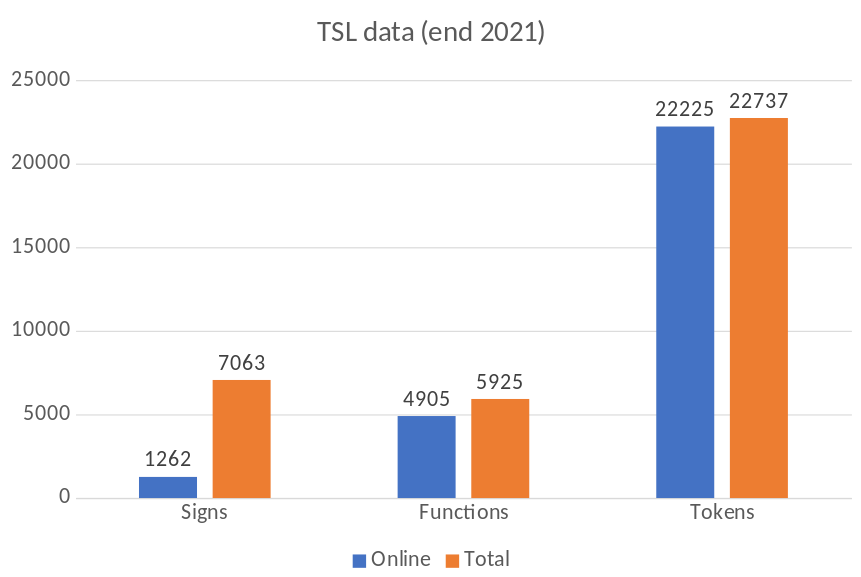 TSL data (end 2021)
25000
20000
15000
10000
5000
0
1262
7063
4905
5925
22225
22737
Signs
Functions
Tokens
Online
Total